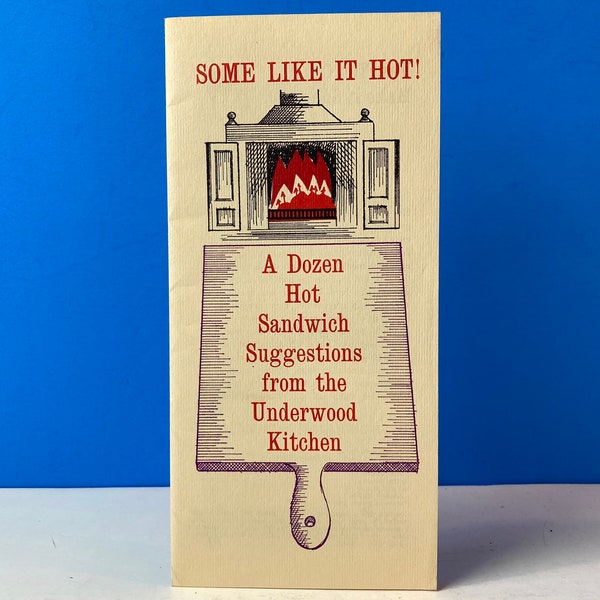 SOME LIKE IT HOT!
A Dozen
Hot
Sandwich
Suggestions
from the
Underwood
Kitchen